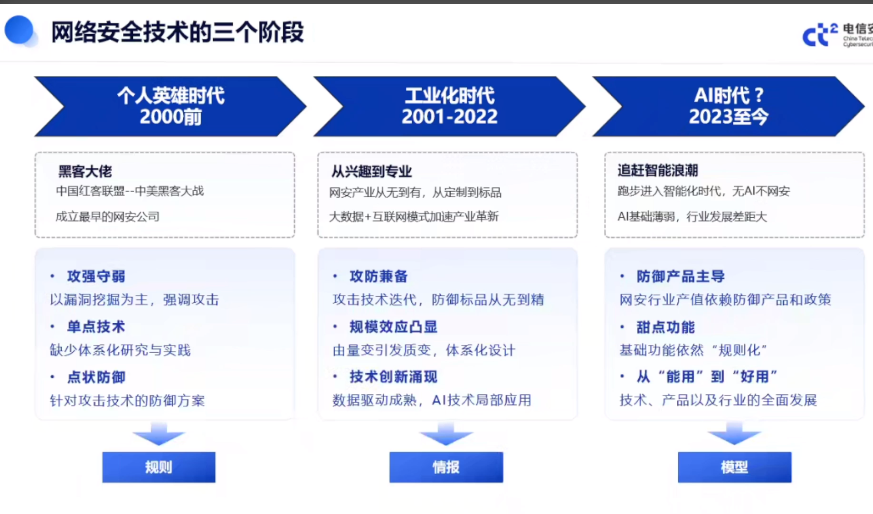 网络安全技术的三个阶段
ct²
电信安
China Telec
Cybersecuri
个人英雄时代
2000前
工业化时代
2001-2022
AI时代？
2023至今
黑客大佬
中国红客联盟--中美黑客大战
成立最早的网安公司
从兴趣到专业
网安产业从无到有，从定制到标品
大数据+互联网模式加速产业革新
追赶智能浪潮
跑步进入智能化时代，无AI不网安
AI基础薄弱，行业发展差距大
• 攻强守弱
以漏洞挖掘为主，强调攻击
• 单点技术
缺少体系化研究与实践
• 点状防御
针对攻击技术的防御方案
• 攻防兼备
攻击技术迭代，防御标品从无到精
• 规模效应凸显
由量变引发质变，体系化设计
• 技术创新涌现
数据驱动成熟，AI技术局部应用
• 防御产品主导
网安行业产值依赖防御产品和政策
• 甜点功能
基础功能依然“规则化”
• 从“能用”到“好用”
技术、产品以及行业的全面发展
规则
情报
模型